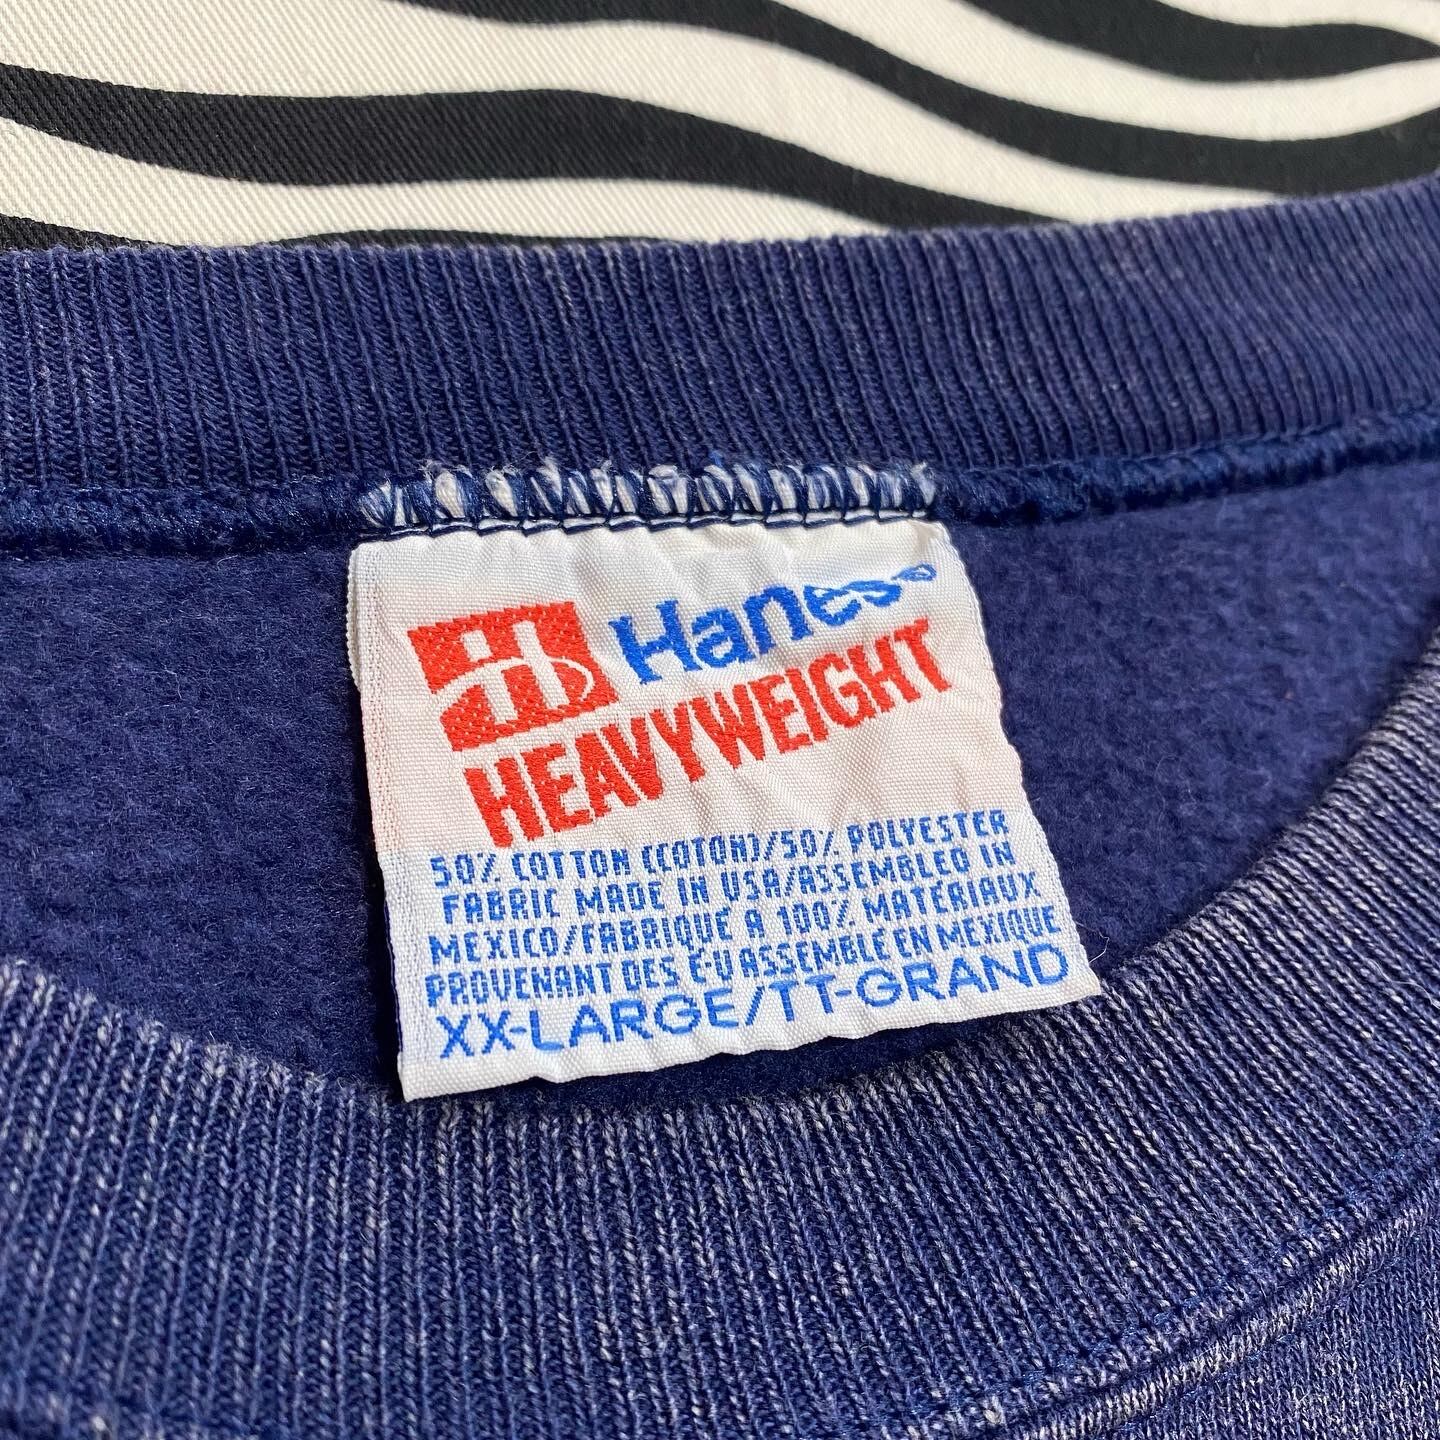 Hanes®
HEAVYWEIGHT
50% COTTON (COTON)/50% POLYESTER
FABRIC MADE IN USA/ASSEMBLED IN
MEXICO/FABRIQUÉ A 100% MATÉRIAUX
PROVENANT DES É-U ASSEMBLÉ EN MEXIQUE
XX-LARGE/TT-GRAND